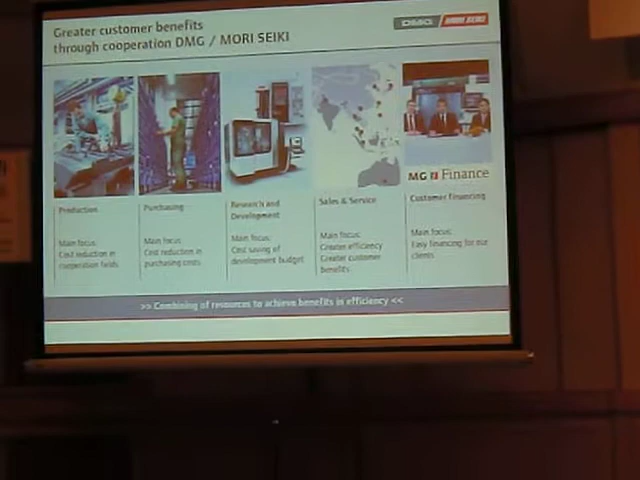 Greater customer benefits
through cooperation DMG / MORI SEIKI
DMG MORI SEIKI
MG Finance
Production
Main focus:
Cost reduction in
cooperation fields
Purchasing
Main focus:
Cost reduction in
purchasing costs
Research and
Development
Main focus:
Cost saving of
development budget
Sales & Service
Main focus:
Greater efficiency
Greater customer
benefits
Customer financing
Main focus:
Easy financing for our
clients
>> Combining of resources to achieve benefits in efficiency <<